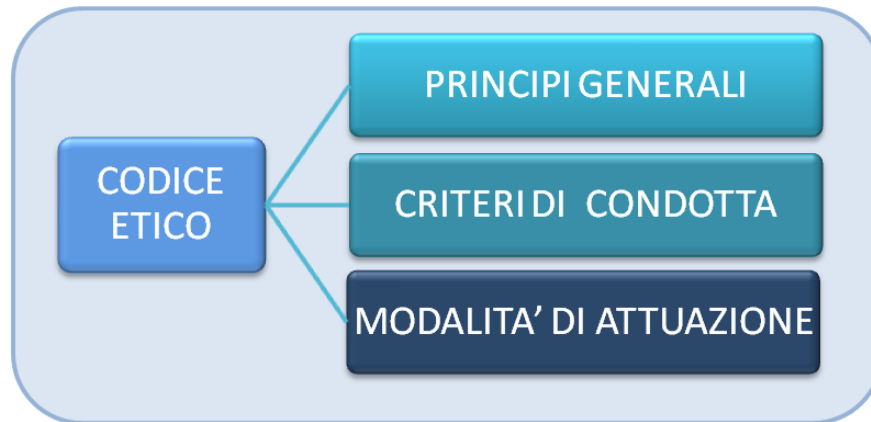 CODICE
ETICO
PRINCIPI GENERALI
CRITERI DI CONDOTTA
MODALITA’ DI ATTUAZIONE